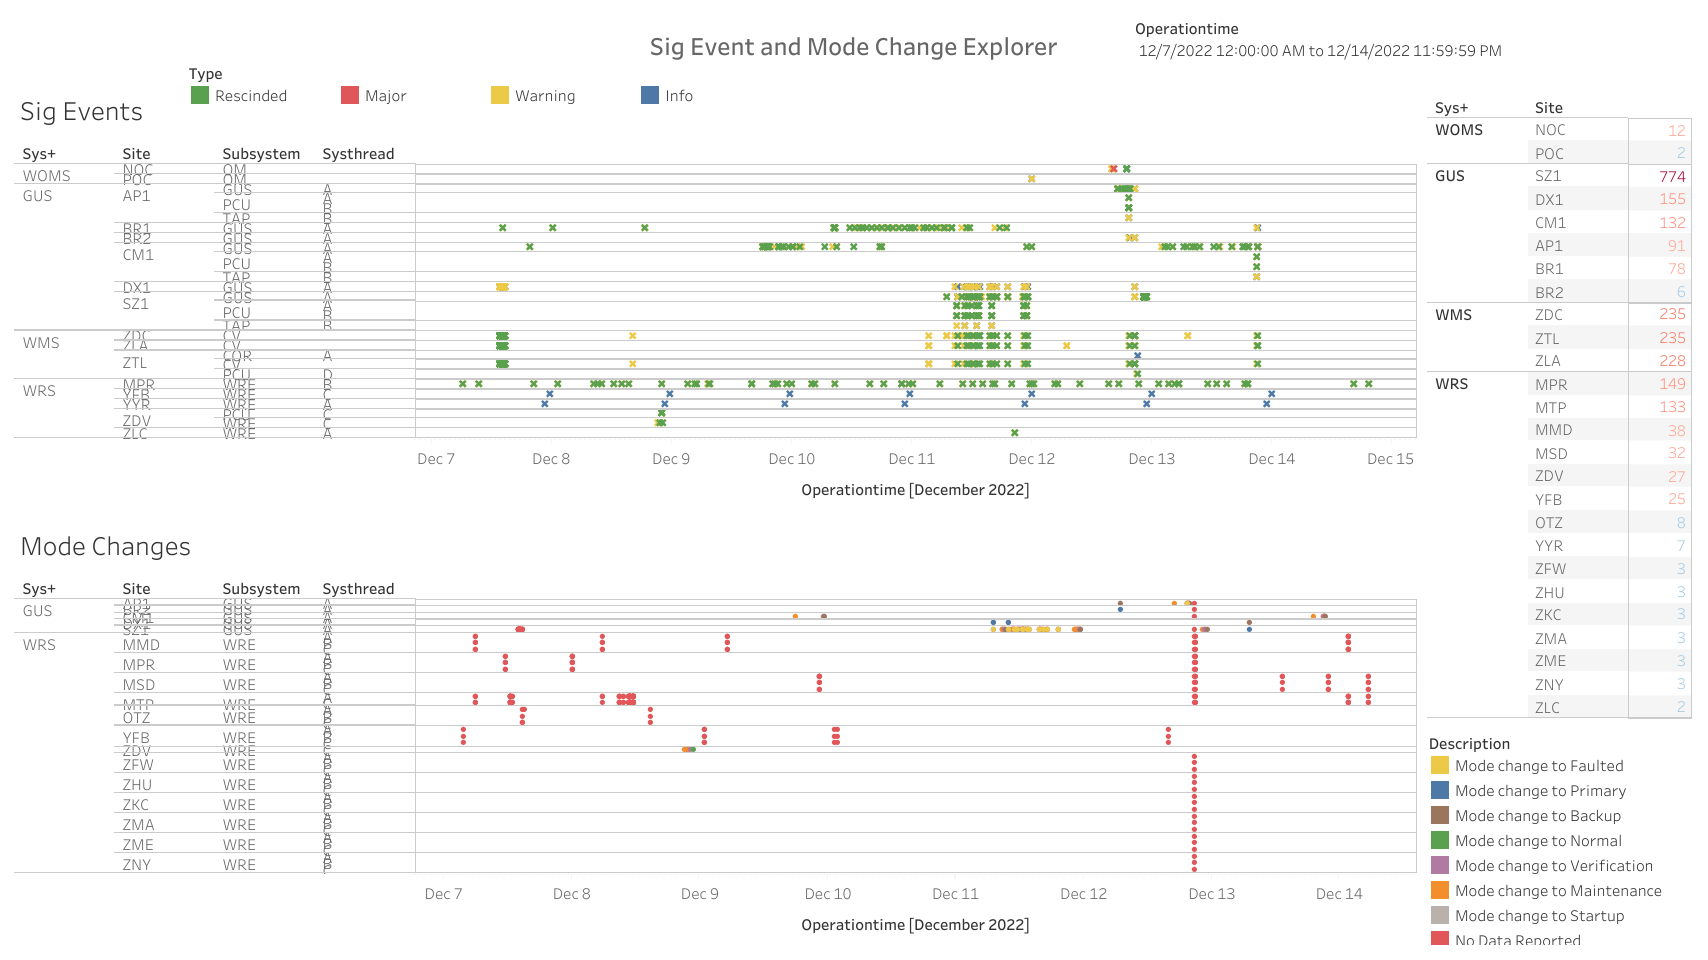 Sig Event and Mode Change Explorer
Operationtime
12/7/2022 12:00:00 AM to 12/14/2022 11:59:59 PM
Type
Rescinded Major Warning Info
Sig Events
Sys+ Site Subsystem Systhread
WOMS NOC OM
POC OM
GUS AP1 GUS A
PCU A
B
TAP B
BR1 GUS A
BR2 GUS A
CM1 GUS A
PCU A
B
TAP B
DX1 GUS A
SZ1 GUS A
PCU A
B
TAP B
WMS ZDC CV
ZLA CV
ZTL COR A
CV
PCU D
WRS MPR WRE B
YFB WRE C
YYR WRE A
ZDV PCUE C
WRE C
ZLC WRE A
Dec 7 Dec 8 Dec 9 Dec 10 Dec 11 Dec 12 Dec 13 Dec 14 Dec 15
Operationtime [December 2022]
Mode Changes
Sys+ Site Subsystem Systhread
GUS AP1 GUS A
BR2 GUS A
CM1 GUS A
SZ1 GUS A
WRS MMD WRE
MPR WRE
MSD WRE
MTP WRE
OTZ WRE
YFB WRE
ZDV WRE C
ZFW WRE
ZHU WRE
ZKC WRE
ZMA WRE
ZME WRE
ZNY WRE
Dec 7 Dec 8 Dec 9 Dec 10 Dec 11 Dec 12 Dec 13 Dec 14
Operationtime [December 2022]
Sys+ Site
WOMS NOC 12
POC 2
GUS SZ1 774
DX1 155
CM1 132
AP1 91
BR1 78
BR2 6
WMS ZDC 235
ZTL 235
ZLA 228
WRS MPR 149
MTP 133
MMD 38
MSD 32
ZDV 27
YFB 25
OTZ 8
YYR 7
ZFW 3
ZHU 3
ZKC 3
ZMA 3
ZME 3
ZNY 3
ZLC 2
Description
Mode change to Faulted
Mode change to Primary
Mode change to Backup
Mode change to Normal
Mode change to Verification
Mode change to Maintenance
Mode change to Startup
No Data Reported